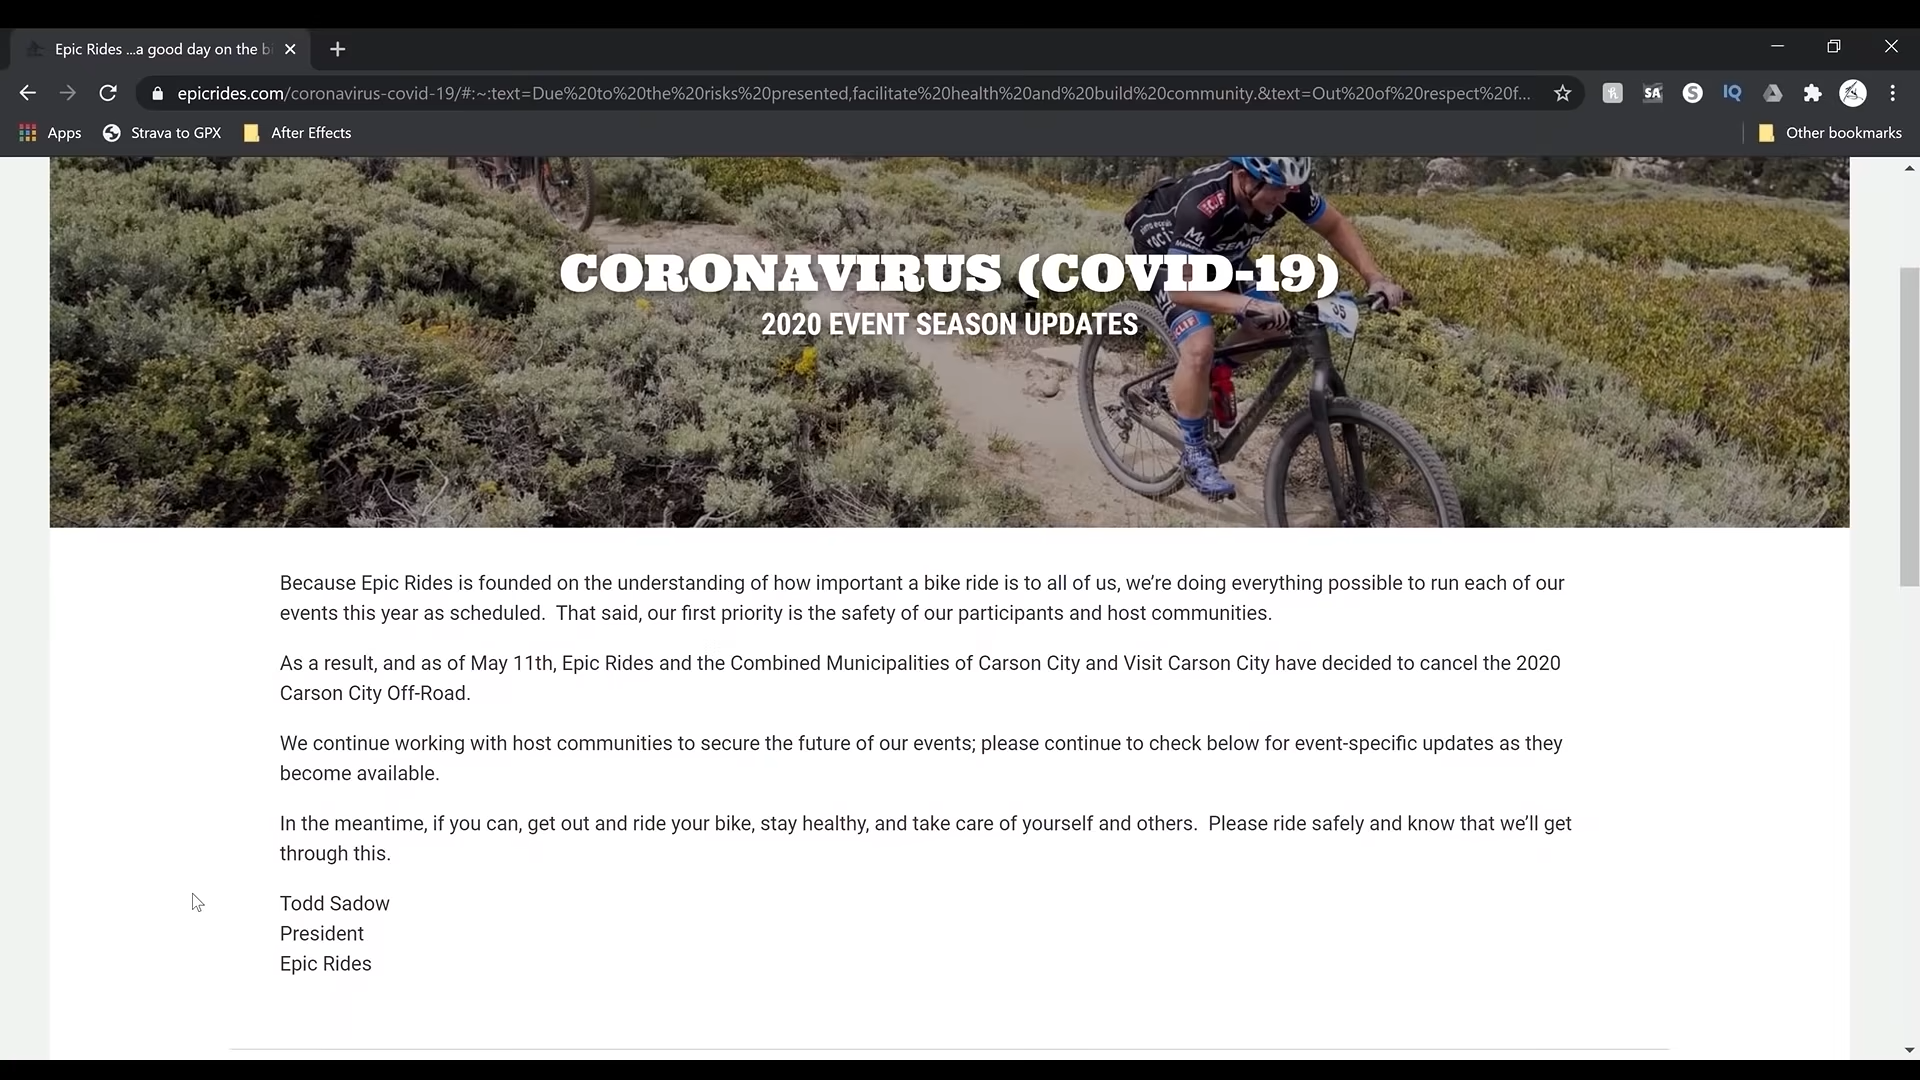 Epic Rides ...a good day on the bi
epicrides.com/coronavirus-covid-19/#:~:text=Due%20to%20the%20risks%20presented,facilitate%20health%20and%20build%20community.&text=Out%20of%20respect%20f...
SA
S
IQ
Apps
Strava to GPX
After Effects
Other bookmarks
CORONAVIRUS (COVID-19)
2020 EVENT SEASON UPDATES
CLIF
Because Epic Rides is founded on the understanding of how important a bike ride is to all of us, we’re doing everything possible to run each of our
events this year as scheduled.  That said, our first priority is the safety of our participants and host communities.
As a result, and as of May 11th, Epic Rides and the Combined Municipalities of Carson City and Visit Carson City have decided to cancel the 2020
Carson City Off-Road.
We continue working with host communities to secure the future of our events; please continue to check below for event-specific updates as they
become available.
In the meantime, if you can, get out and ride your bike, stay healthy, and take care of yourself and others.  Please ride safely and know that we’ll get
through this.
Todd Sadow
President
Epic Rides